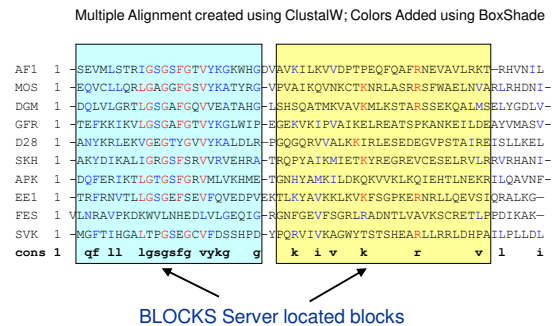 Multiple Alignment created using ClustalW; Colors Added using BoxShade
AF1 1 -SEVMLSTRIGSGSFGTVYKGKWHGDVAVKILKVVDPTPEQFQAFRNEVAVLRKT-RHVNIL
MOS 1 -EQVCLLQRLGAGGFGSVYKATYRG-VPVAIKQVNKCTKNRLASRRSFWAELNVARLRHDNI-
DGM 1 -DQLVLGRTLGSGAFGQVVEATAHG-LSHSQATMKVAVKMLKSTARSSEKQALMSELYGDLV-
GFR 1 -TEFKKIKVLGSGAFGTVYKGLWIP-EGEKVKIPVAIKELREATSPKANKEILDEAYVMASV-
D28 1 -ANYKRLEKVGEGTYGVVYKALDLR-PGQGQRVVALKKIRLESEDEGVPSTAIREISLLKEL
SKH 1 -AKYDIKALIGRGSFSRVVRVEHRA-TRQPYAIKMIETKYREGREVCESELRVLRRVRHANI-
APK 1 -DQFERIKTLGTGSFGRVMLVKHME-TGNHYAMKILDKQKVVKLKQIEHTLNEKRILQAVNF-
EE1 1 -TRFRNVTLLGSGEFSEVFQVEDPVEKTLKYAVKKLKVKFSGPKERNRLLQEVSIQRALKG-
FES 1 VLNRAVPKDKWVLNHEDLVLGEQIG-RGNFGEVFSGRLRADNTLVAVKSCRETLPPDIKAK-
SVK 1 -MGFTIHGALTPGSEGCVFDSSHPD-YPQRVIVKAGWYTSTSHEARLLRRLDHPAILPLLDL
cons 1 qf ll lgsgsfg vykg g k i v k r v l i
BLOCKS Server located blocks